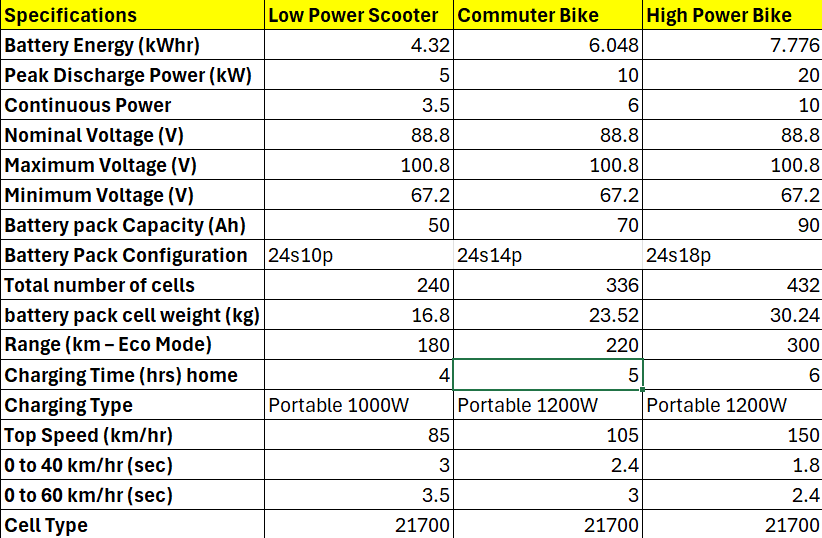 Specifications Low Power Scooter Commuter Bike High Power Bike
Battery Energy (kWhr) 4.32 6.048 7.776
Peak Discharge Power (kW) 5 10 20
Continuous Power 3.5 6 10
Nominal Voltage (V) 88.8 88.8 88.8
Maximum Voltage (V) 100.8 100.8 100.8
Minimum Voltage (V) 67.2 67.2 67.2
Battery pack Capacity (Ah) 50 70 90
Battery Pack Configuration 24s10p 24s14p 24s18p
Total number of cells 240 336 432
battery pack cell weight (kg) 16.8 23.52 30.24
Range (km – Eco Mode) 180 220 300
Charging Time (hrs) home 4 5 6
Charging Type Portable 1000W Portable 1200W Portable 1200W
Top Speed (km/hr) 85 105 150
0 to 40 km/hr (sec) 3 2.4 1.8
0 to 60 km/hr (sec) 3.5 3 2.4
Cell Type 21700 21700 21700